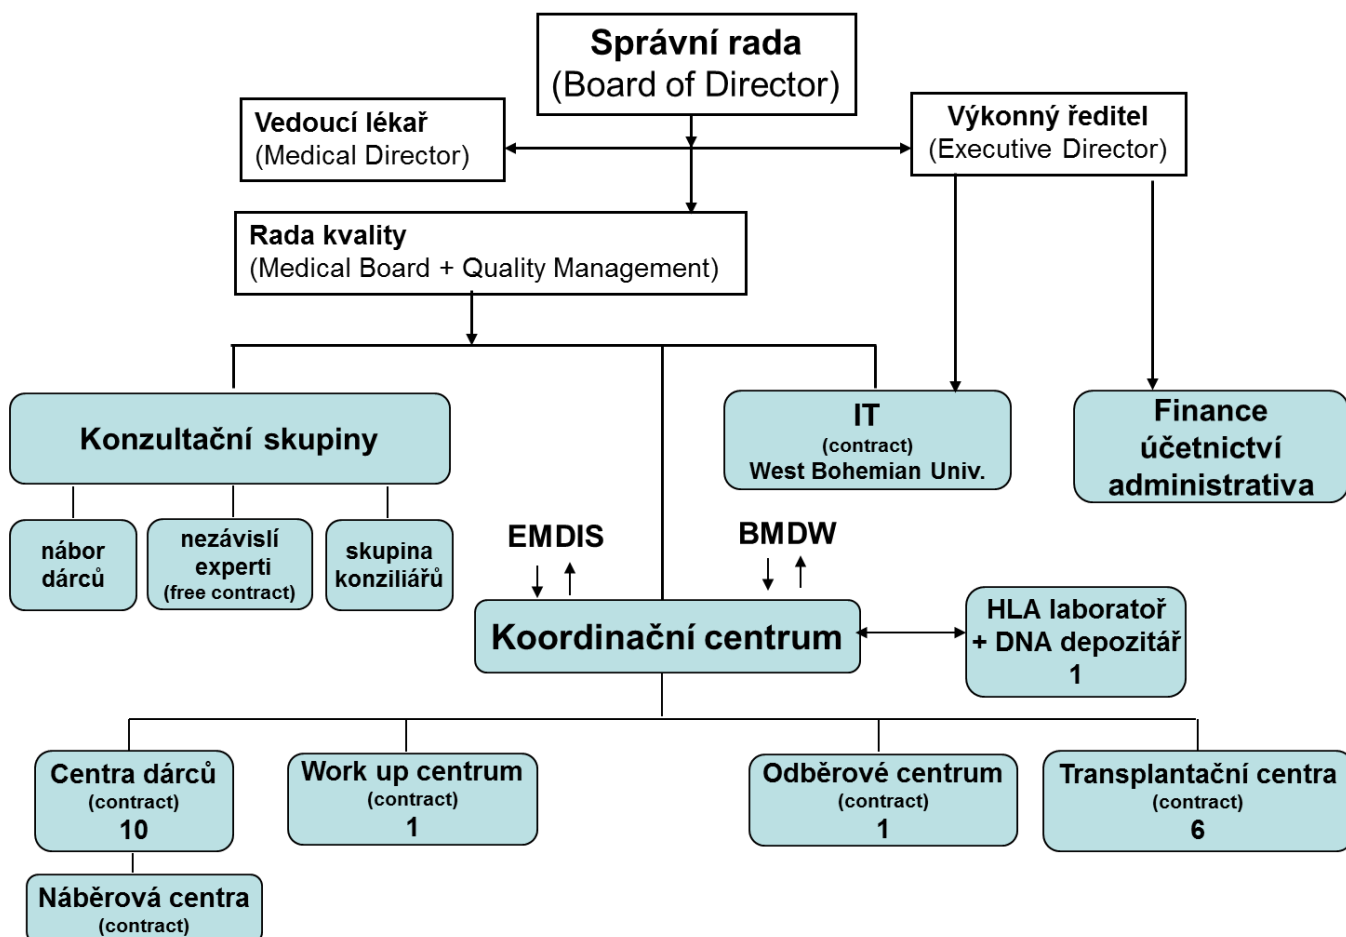 Správní rada
(Board of Director)
Vedoucí lékař
(Medical Director)
Výkonný ředitel
(Executive Director)
Rada kvality
(Medical Board + Quality Management)
Konzultační skupiny
IT
(contract)
West Bohemian Univ.
Finance
účetnictví
administrativa
nábor
dárců
nezávislí
experti
(free contract)
skupina
konziliářů
EMDIS
BMDW
Koordinační centrum
HLA laboratoř
+ DNA depozitář
1
Centra dárců
(contract)
10
Work up centrum
(contract)
1
Odběrové centrum
(contract)
1
Transplantační centra
(contract)
6
Náběrová centra
(contract)